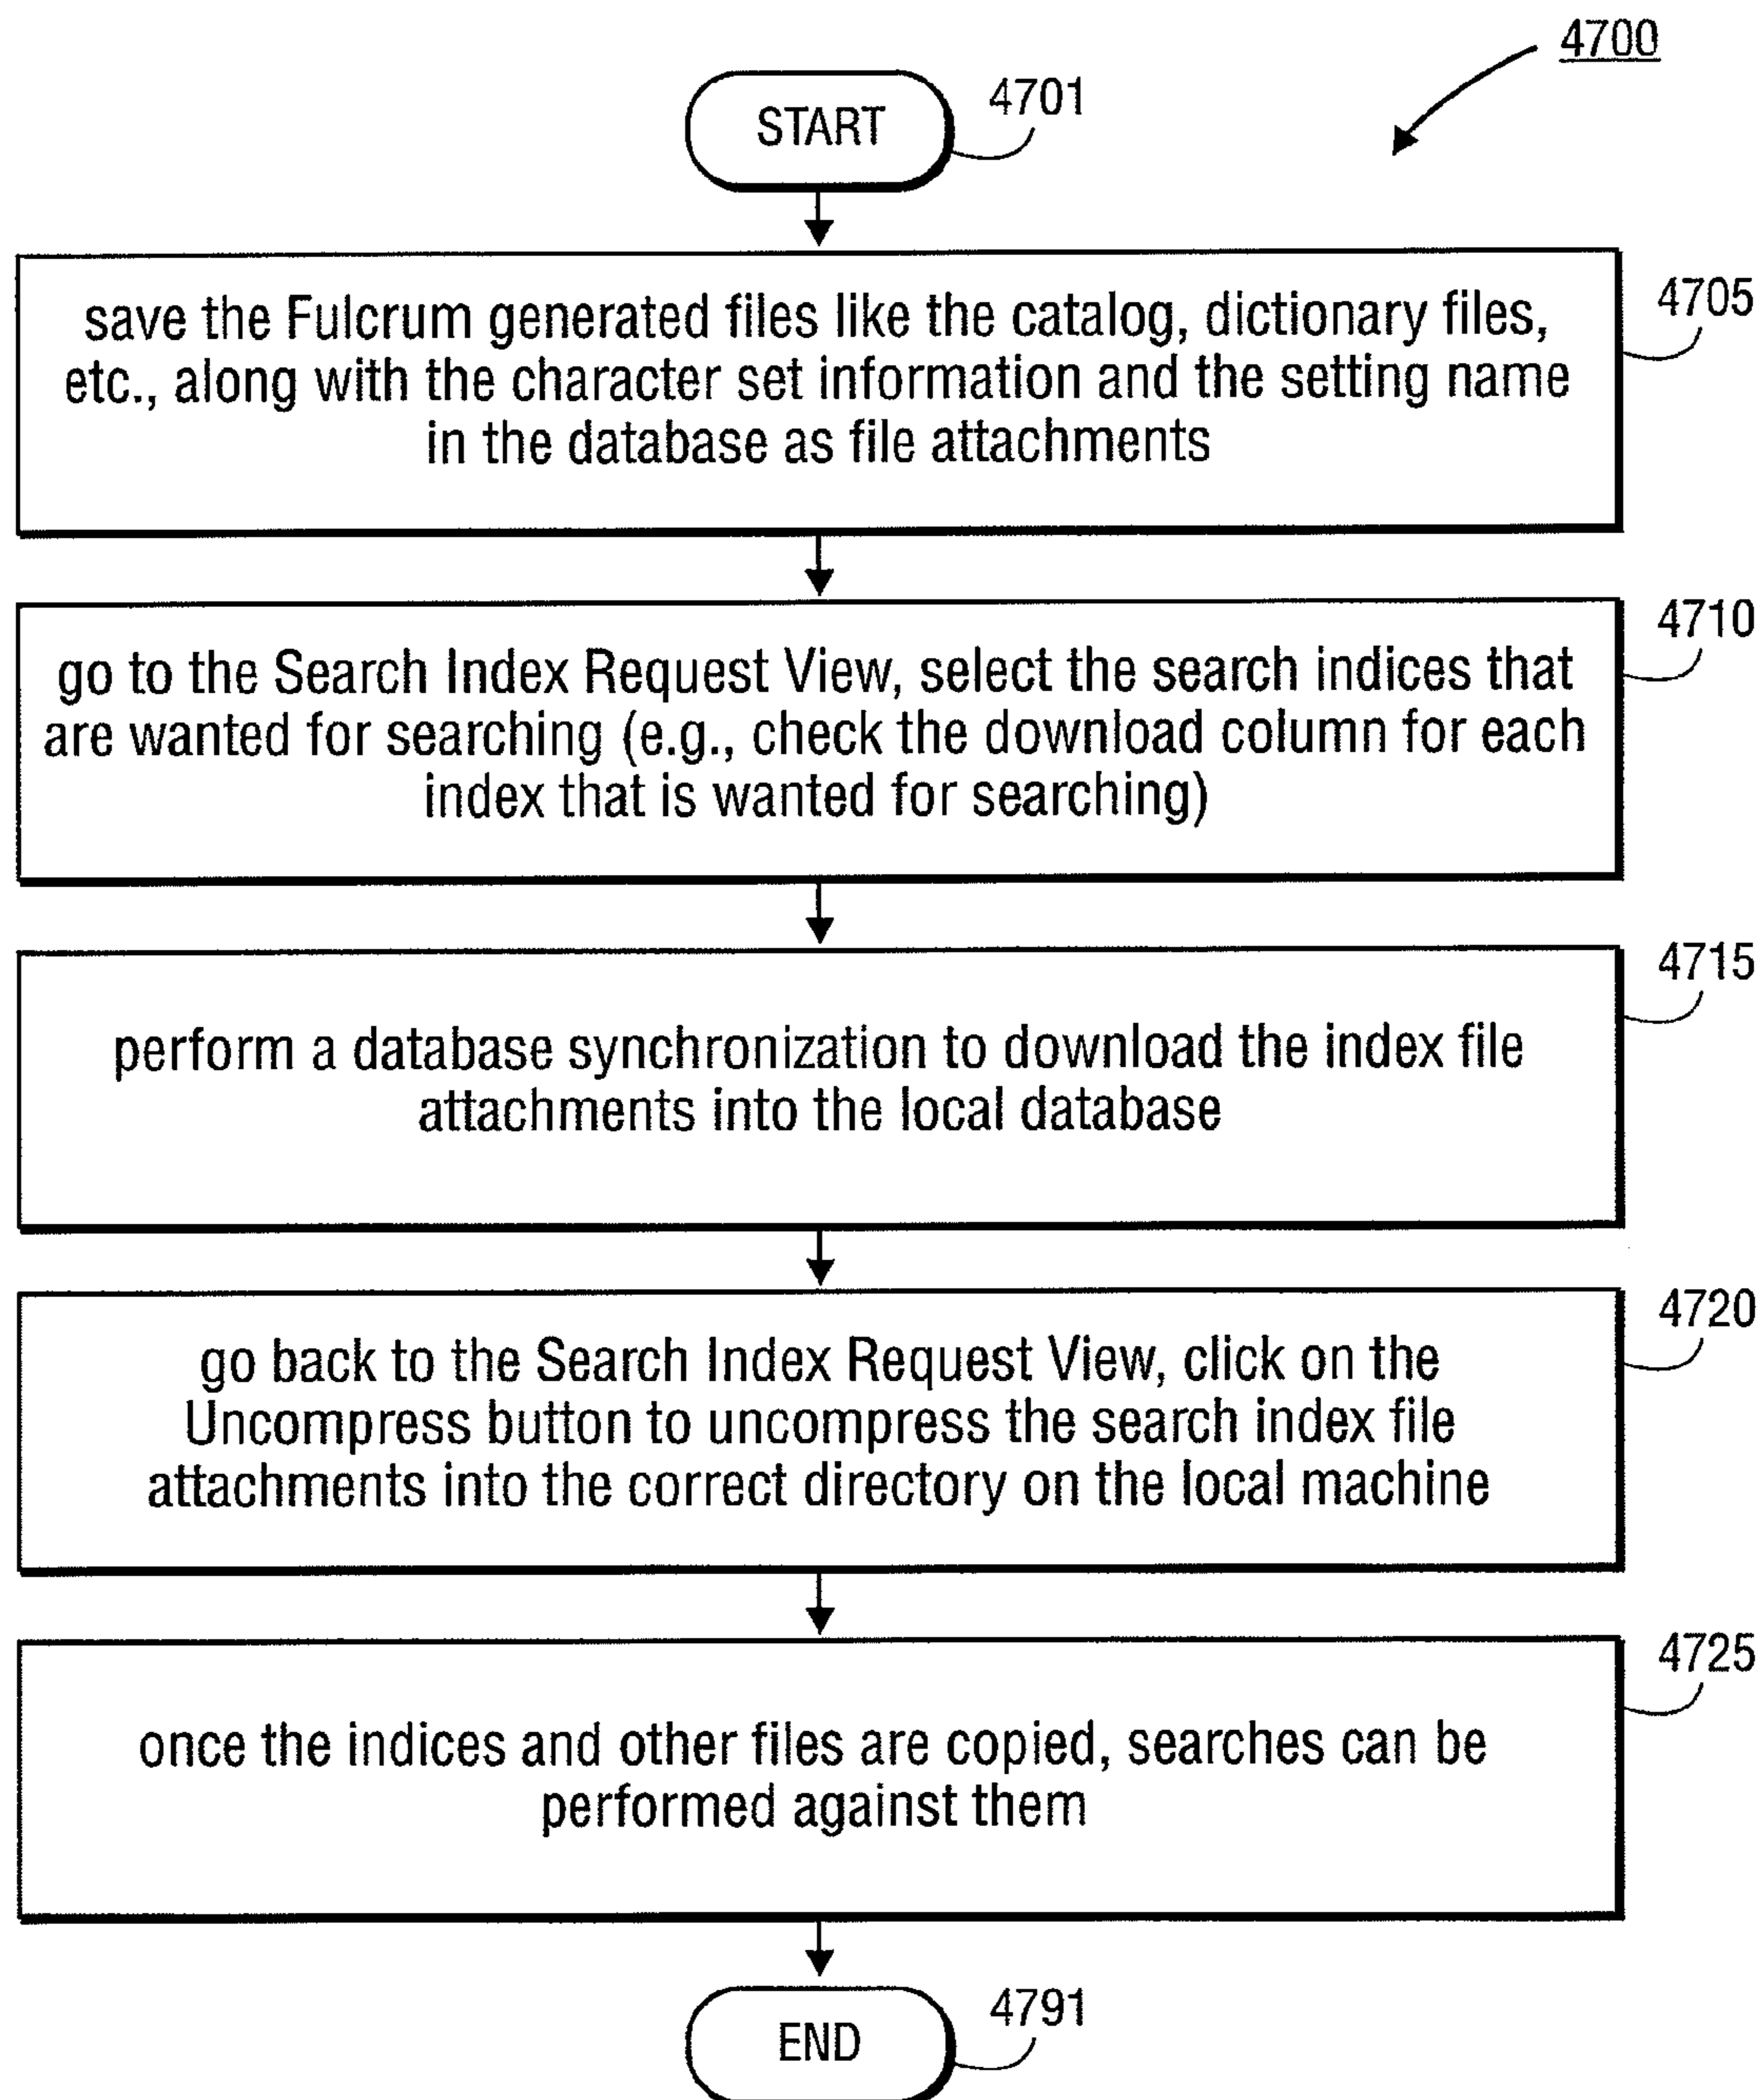 4700
START
4701
save the Fulcrum generated files like the catalog, dictionary files,
etc., along with the character set information and the setting name
in the database as file attachments
4705
go to the Search Index Request View, select the search indices that
are wanted for searching (e.g., check the download column for each
index that is wanted for searching)
4710
perform a database synchronization to download the index file
attachments into the local database
4715
go back to the Search Index Request View, click on the
Uncompress button to uncompress the search index file
attachments into the correct directory on the local machine
4720
once the indices and other files are copied, searches can be
performed against them
4725
END
4791